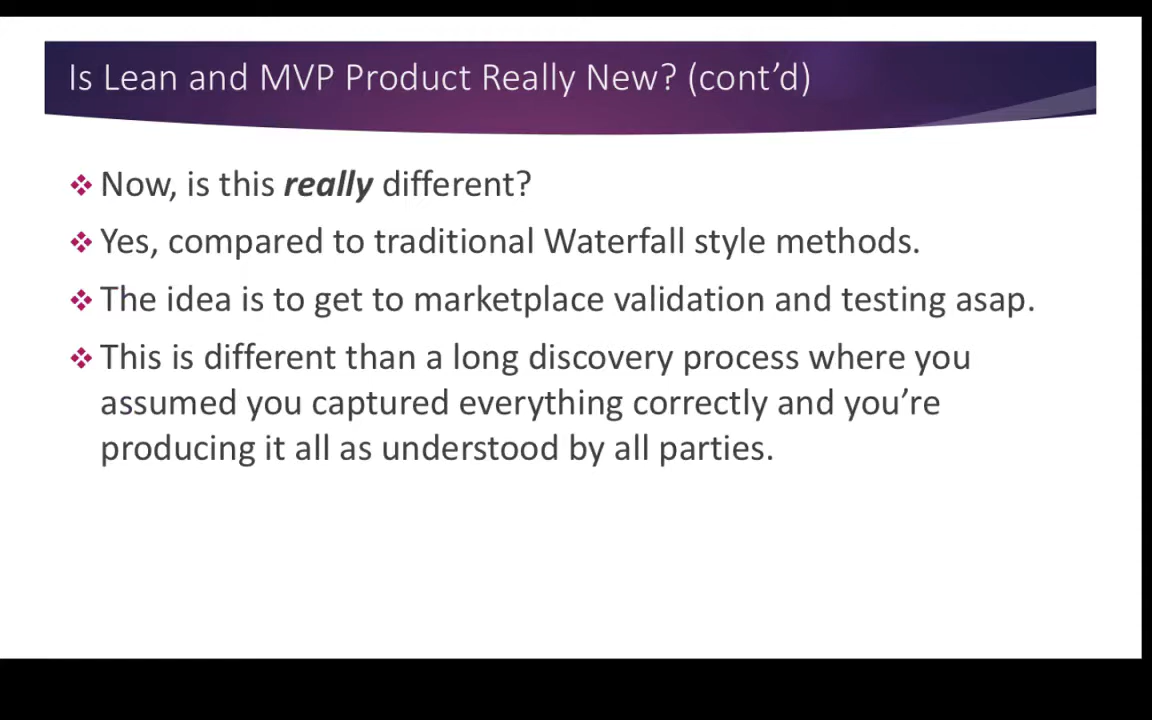 Is Lean and MVP Product Really New? (cont’d)
❖ Now, is this really different?
❖ Yes, compared to traditional Waterfall style methods.
❖ The idea is to get to marketplace validation and testing asap.
❖ This is different than a long discovery process where you
assumed you captured everything correctly and you’re
producing it all as understood by all parties.